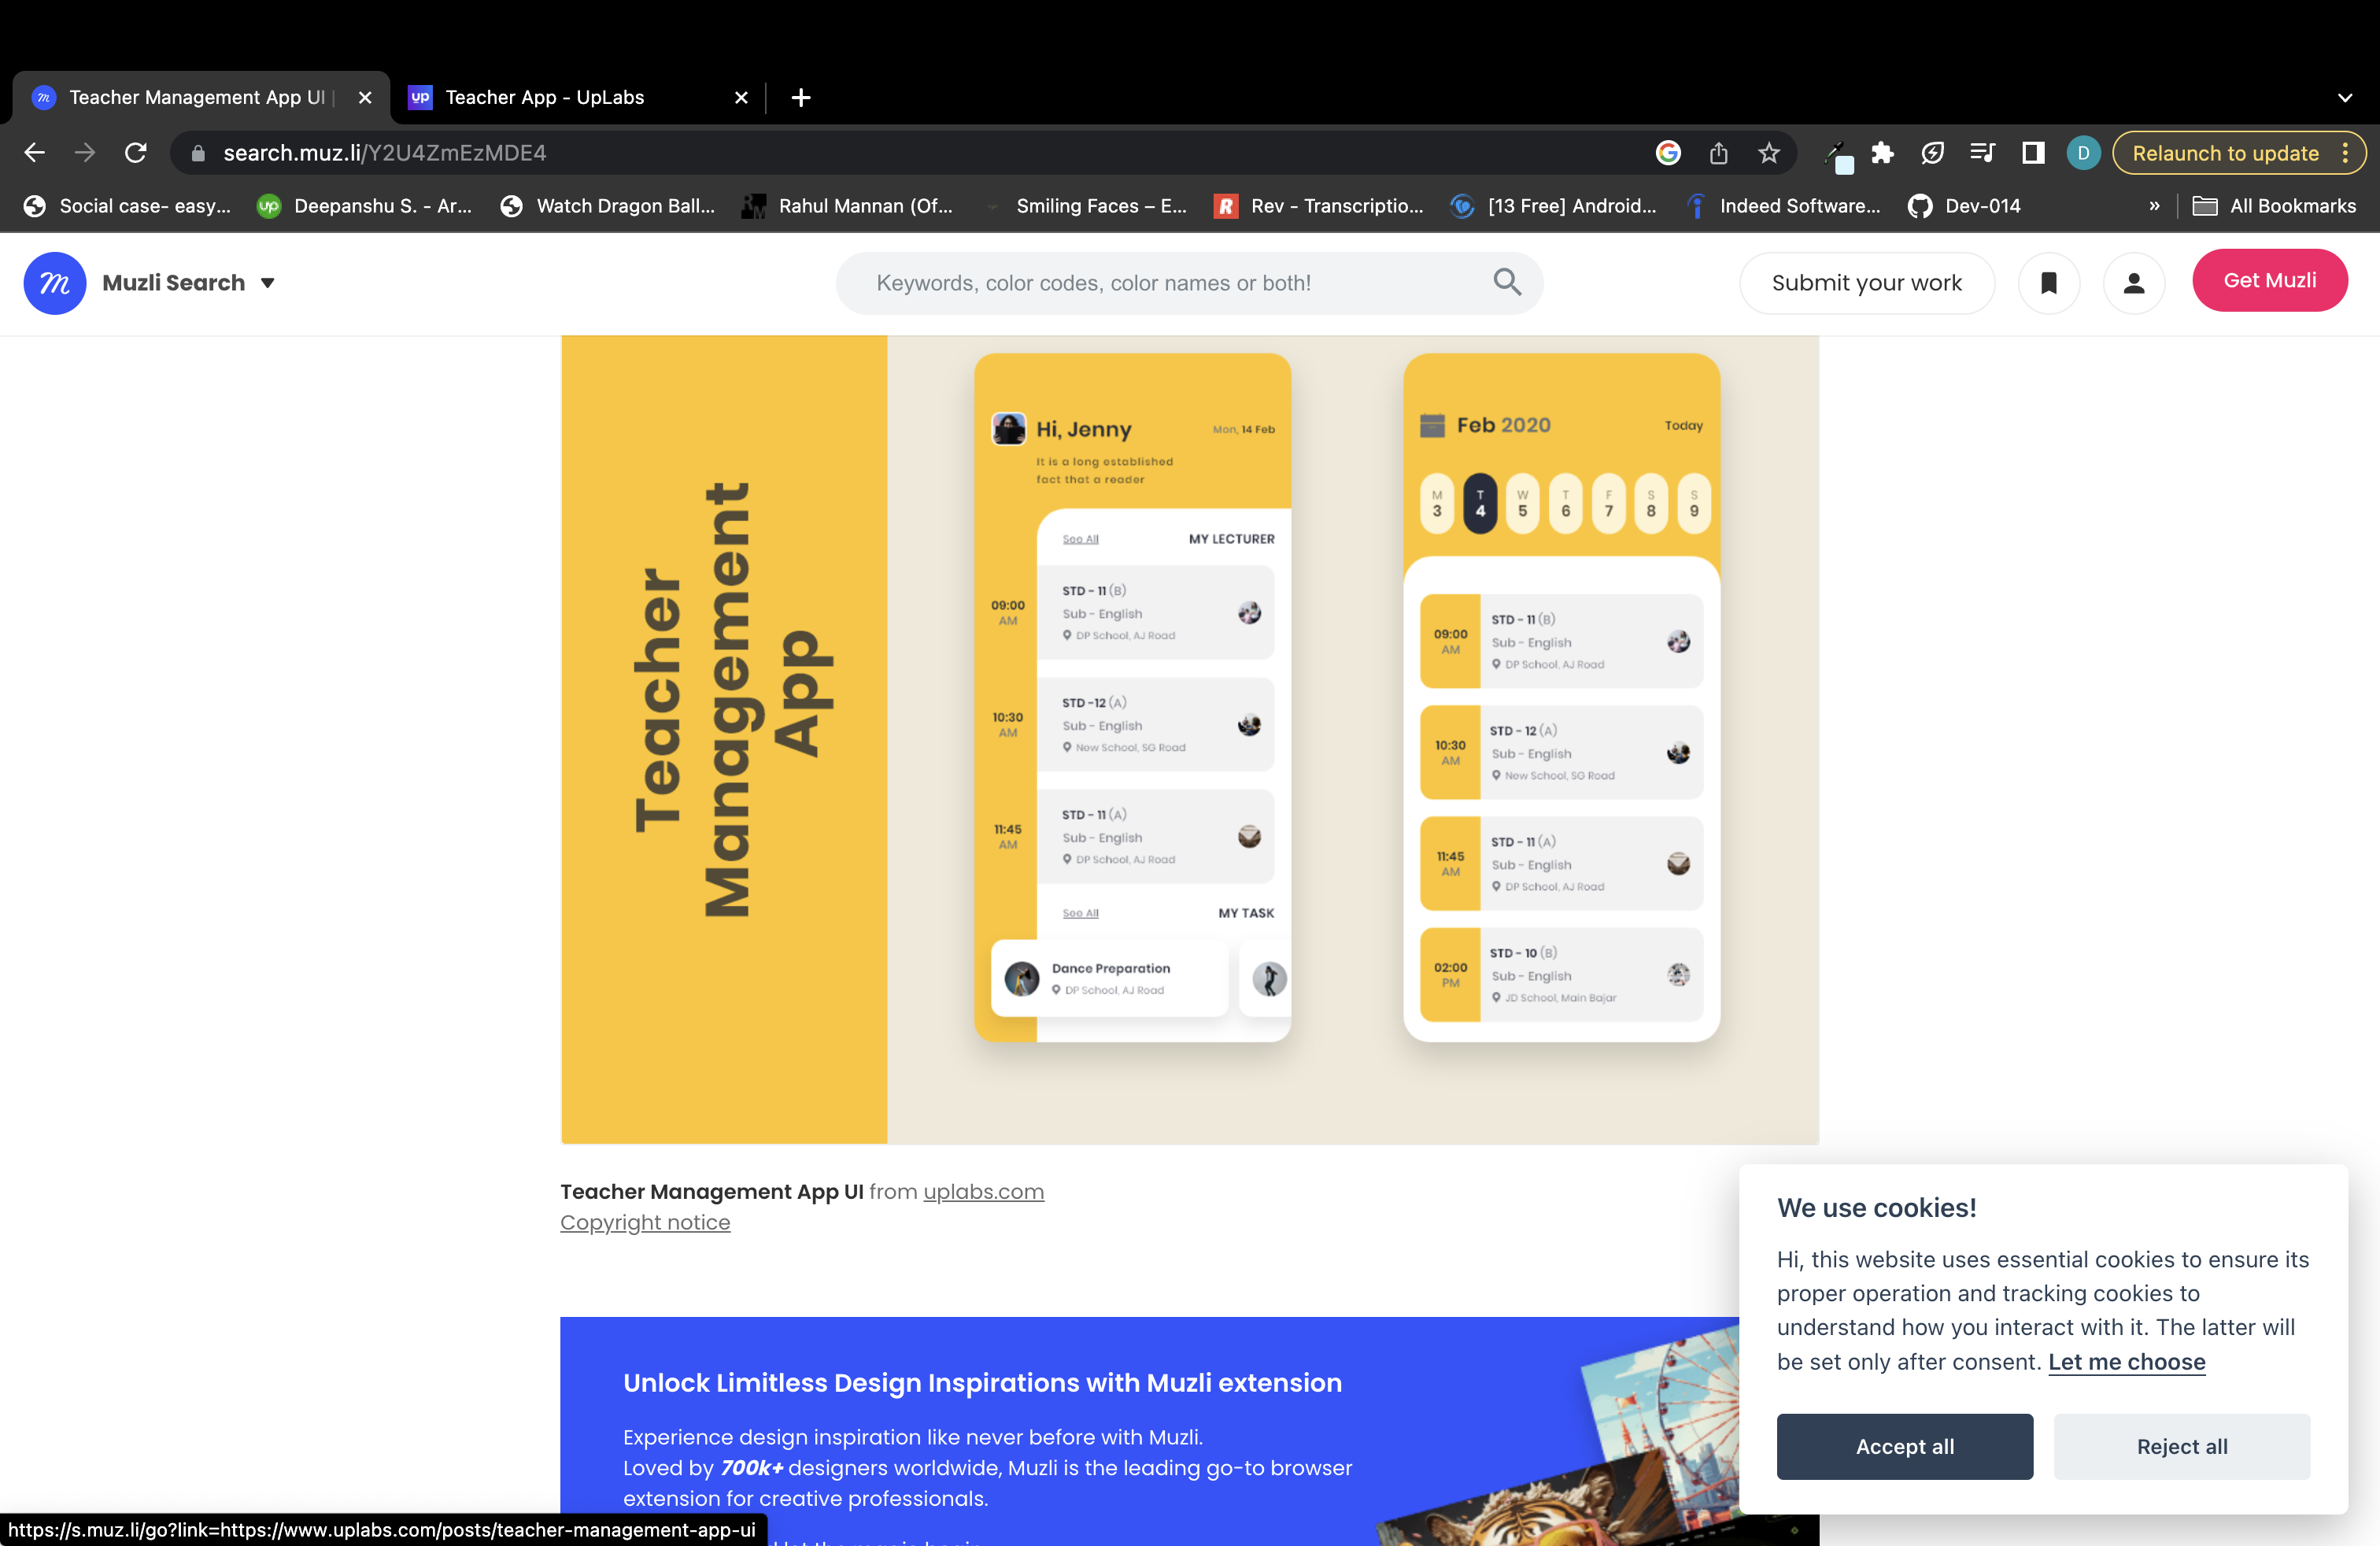 Teacher Management App UI
Teacher App - UpLabs
search.muz.li/Y2U4ZmEzMDE4
D
Relaunch to update
Social case- easy...
Deepanshu S. - Ar...
Watch Dragon Ball...
Rahul Mannan (Of...
Smiling Faces – E...
Rev - Transcriptio...
[13 Free] Android...
Indeed Software...
Dev-014
»
All Bookmarks
Muzli Search
Keywords, color codes, color names or both!
Submit your work
Get Muzli
Teacher
Management
App
Hi, Jenny
Mon, 14 Feb
It is a long established
fact that a reader
See All
MY LECTURER
09:00
AM
STD - 11 (B)
Sub - English
DP School, AJ Road
10:30
AM
STD -12 (A)
Sub - English
New School, SG Road
11:45
AM
STD - 11 (A)
Sub - English
DP School, AJ Road
See All
MY TASK
Dance Preparation
DP School, AJ Road
Feb 2020
Today
M
3
T
4
W
5
T
6
F
7
S
8
S
9
09:00
AM
STD - 11 (B)
Sub - English
DP School, AJ Road
10:30
AM
STD - 12 (A)
Sub - English
New School, SG Road
11:45
AM
STD - 11 (A)
Sub - English
DP School, AJ Road
02:00
PM
STD - 10 (B)
Sub - English
JD School, Main Bajar
Teacher Management App UI from uplabs.com
Copyright notice
Unlock Limitless Design Inspirations with Muzli extension
Experience design inspiration like never before with Muzli.
Loved by 700k+ designers worldwide, Muzli is the leading go-to browser
extension for creative professionals.
We use cookies!
Hi, this website uses essential cookies to ensure its
proper operation and tracking cookies to
understand how you interact with it. The latter will
be set only after consent. Let me choose
Accept all
Reject all
https://s.muz.li/go?link=https://www.uplabs.com/posts/teacher-management-app-ui